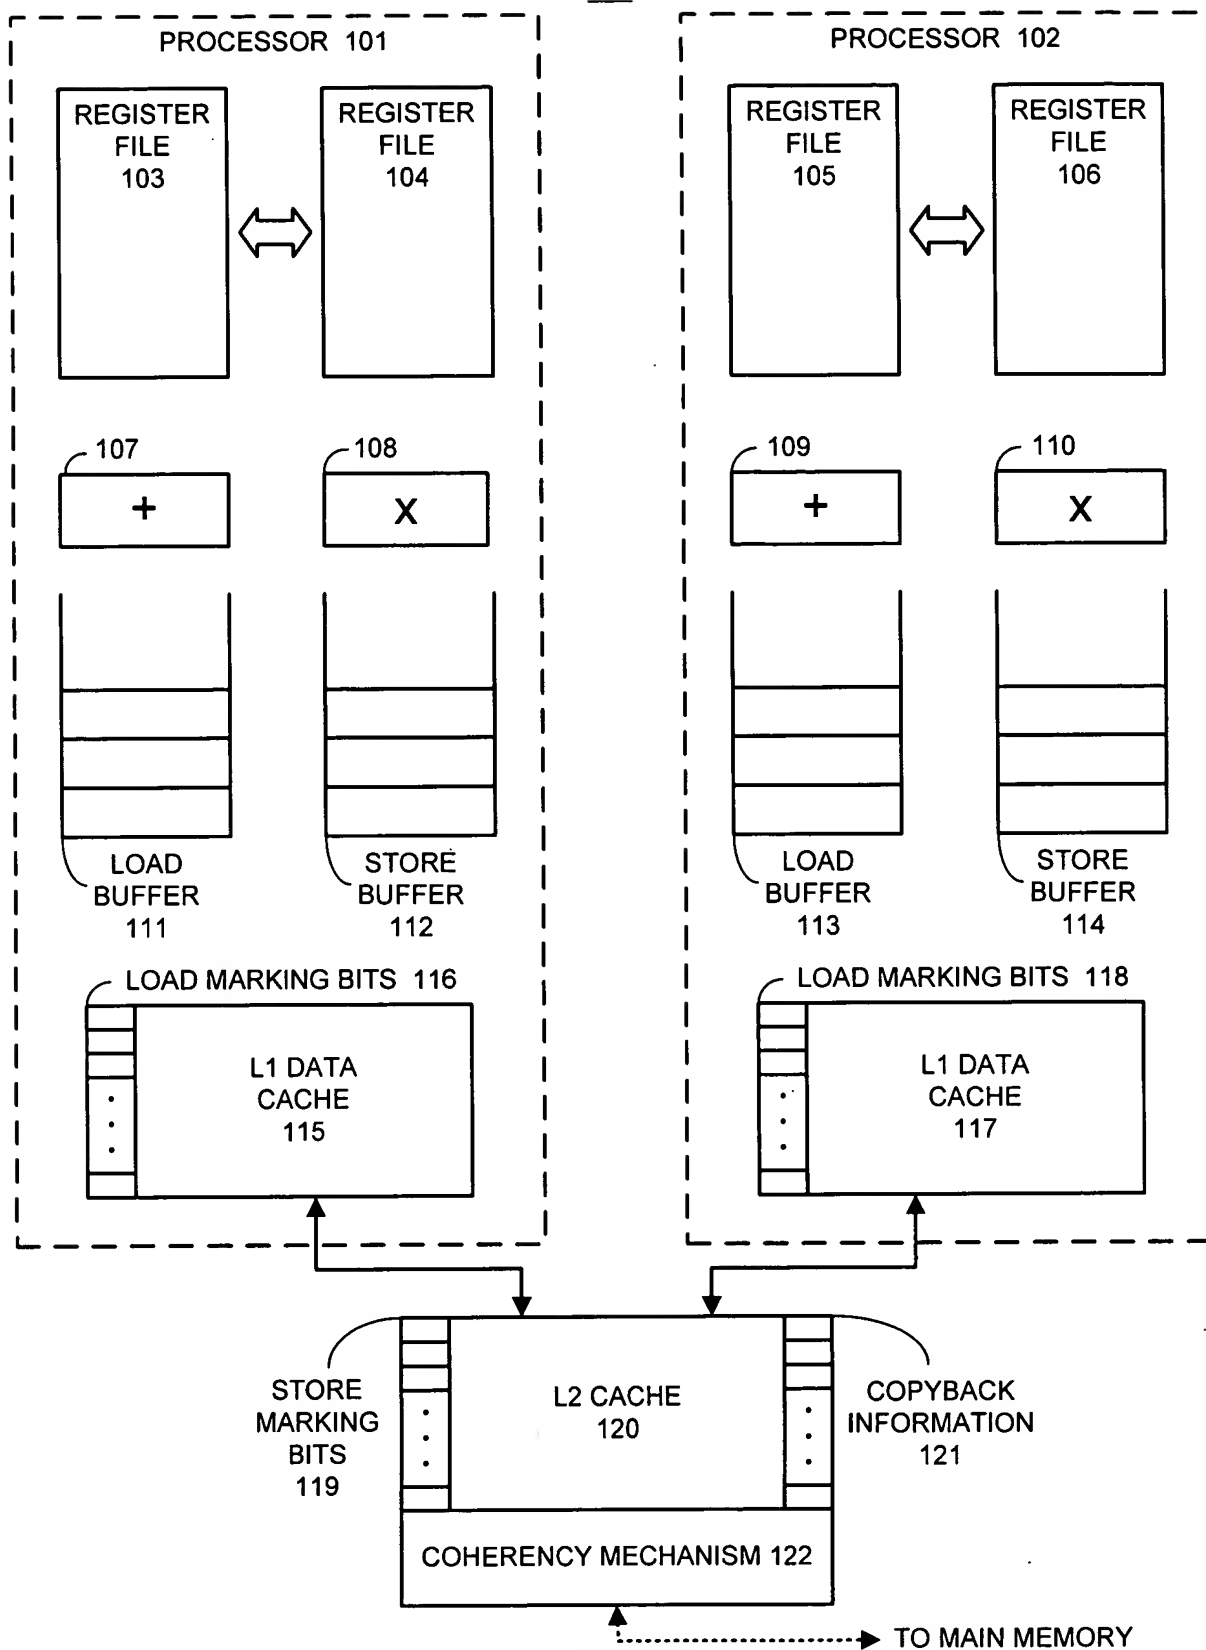 PROCESSOR 101
REGISTER
FILE
103
REGISTER
FILE
104
107
+
108
X
LOAD
BUFFER
111
STORE
BUFFER
112
LOAD MARKING BITS 116
L1 DATA
CACHE
115
PROCESSOR 102
REGISTER
FILE
105
REGISTER
FILE
106
109
+
110
X
LOAD
BUFFER
113
STORE
BUFFER
114
LOAD MARKING BITS 118
L1 DATA
CACHE
117
STORE
MARKING
BITS
119
L2 CACHE
120
COPYBACK
INFORMATION
121
COHERENCY MECHANISM 122
TO MAIN MEMORY